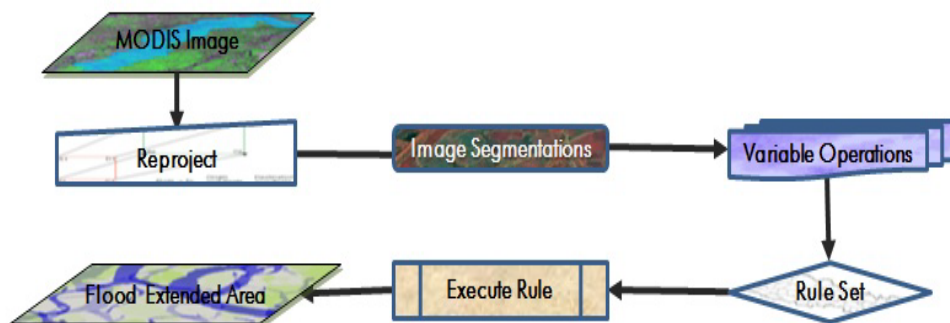 MODIS Image
Reproject
Image Segmentations
Variable Operations
Rule Set
Execute Rule
Flood Extended Area